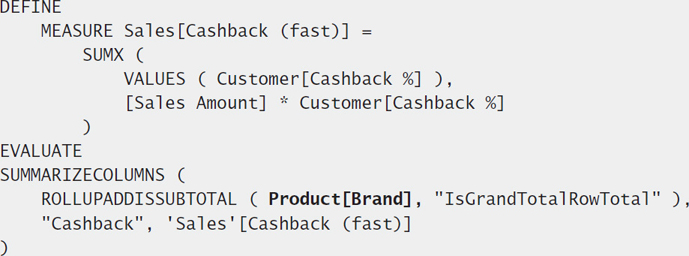 DEFINE
    MEASURE Sales[Cashback (fast)] =
        SUMX (
            VALUES ( Customer[Cashback %] ),
            [Sales Amount] * Customer[Cashback %]
        )
EVALUATE
SUMMARIZECOLUMNS (
    ROLLUPADDISSUBTOTAL ( Product[Brand], "IsGrandTotalRowTotal" ),
    "Cashback", 'Sales'[Cashback (fast)]
)